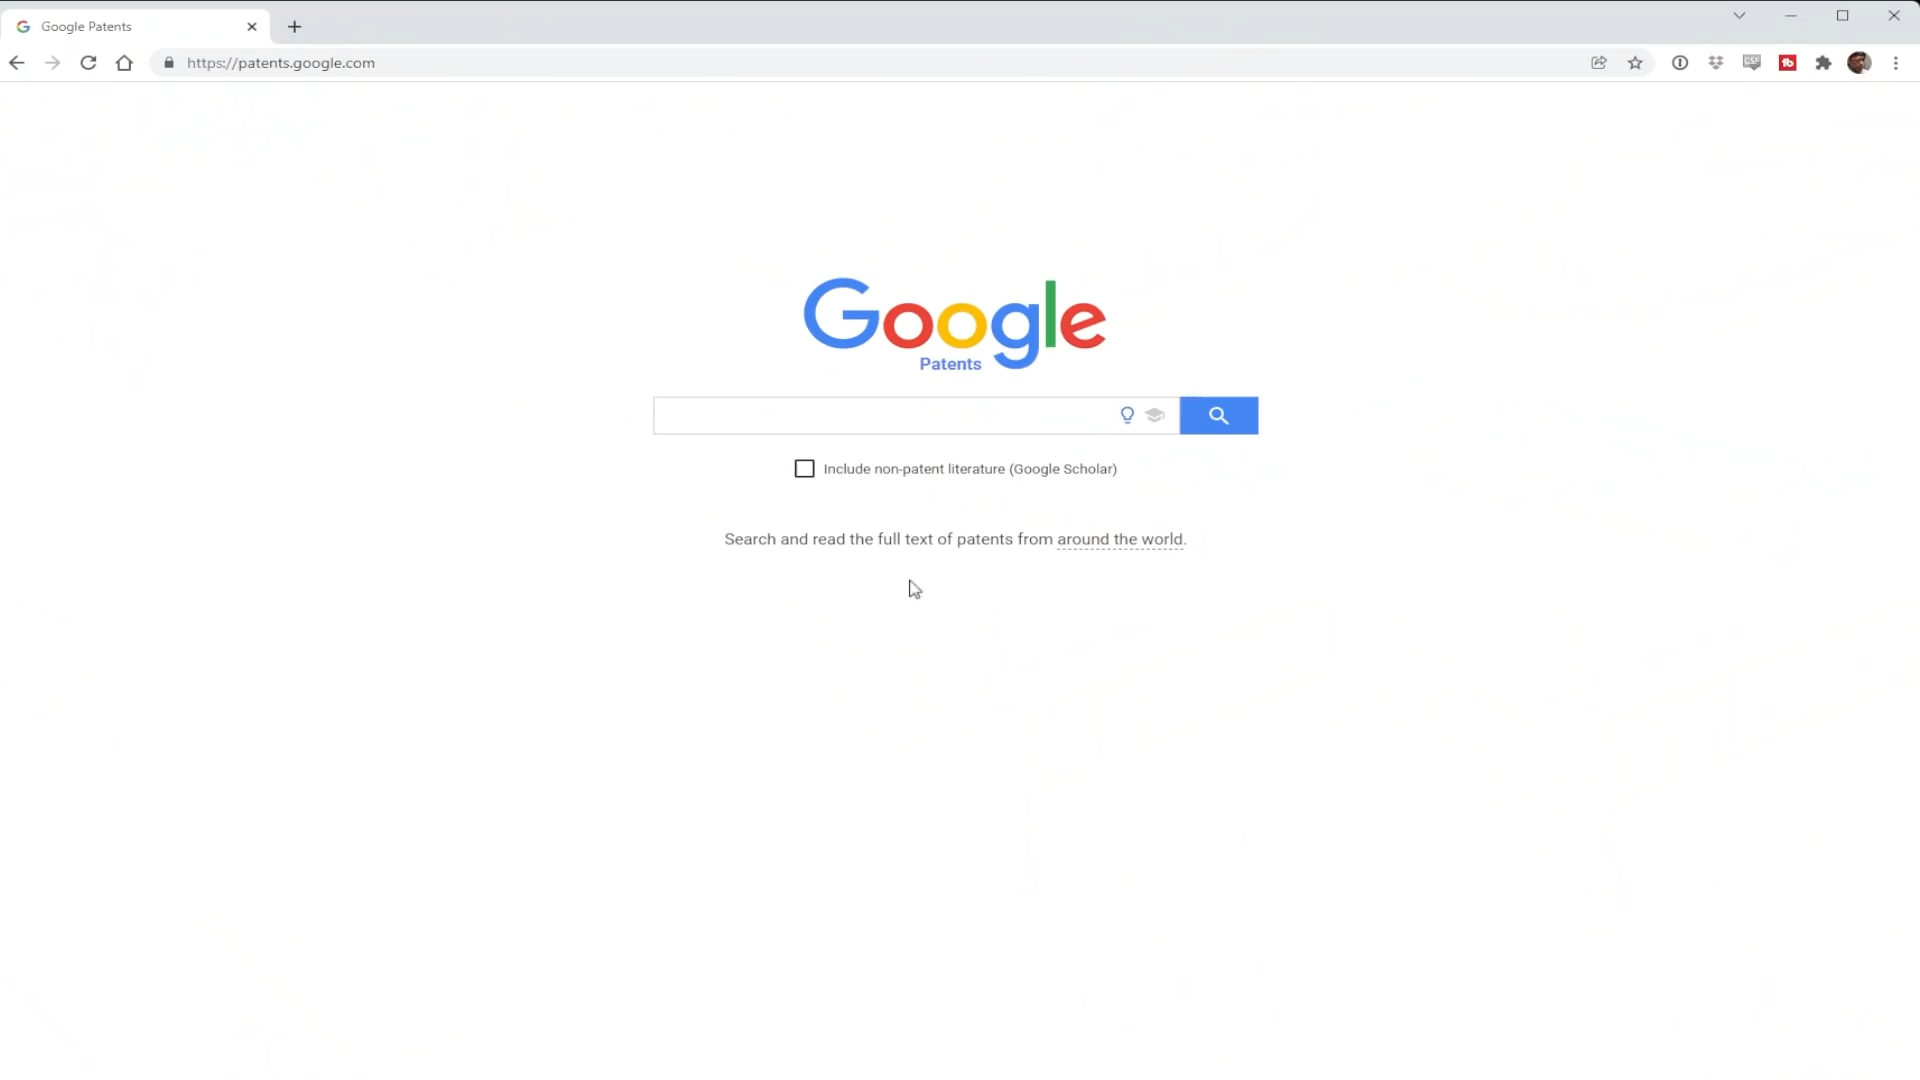 Google Patents
https://patents.google.com
Google
Patents
Include non-patent literature (Google Scholar)
Search and read the full text of patents from around the world.